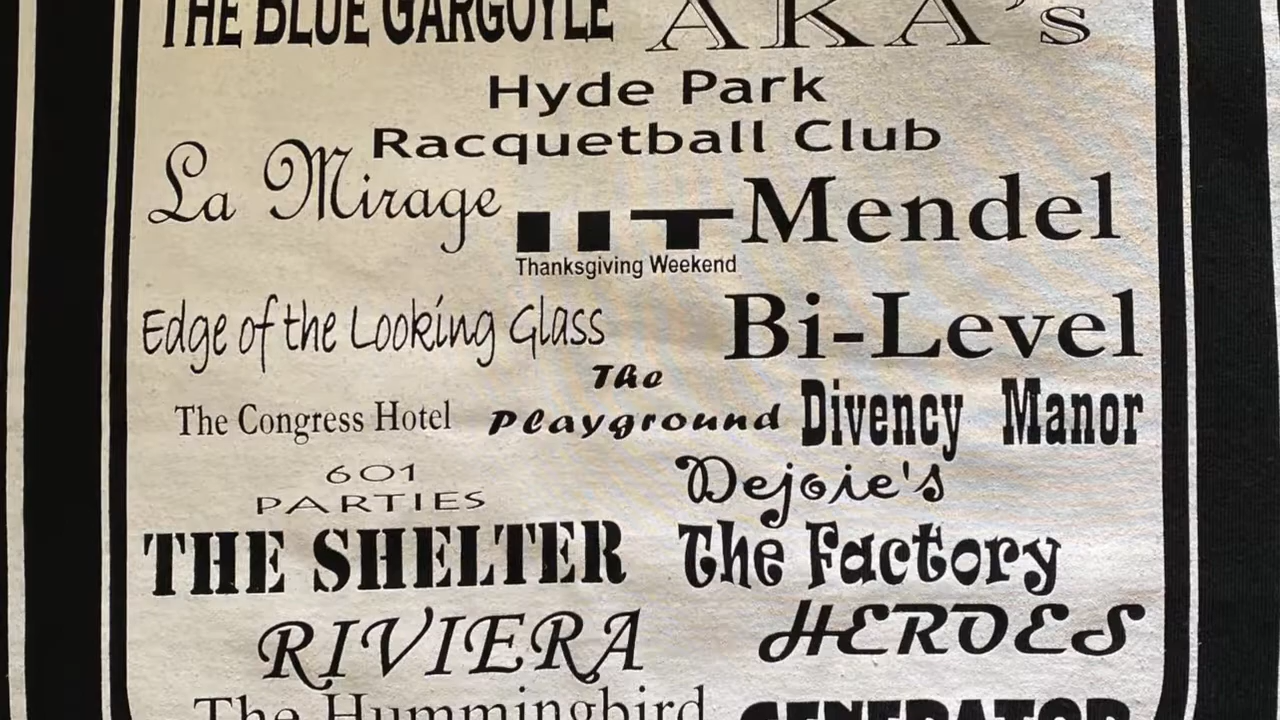 THE BLUE GARGOYLE AKA's
Hyde Park
Racquetball Club
La Mirage
IIT Mendel
Thanksgiving Weekend
Edge of the Looking Glass Bi-Level
The
Playground
The Congress Hotel Divency Manor
601
PARTIES
Dejoie's
THE SHELTER The Factory
RIVIERA HEROES
The Hummingbird GENERATOR